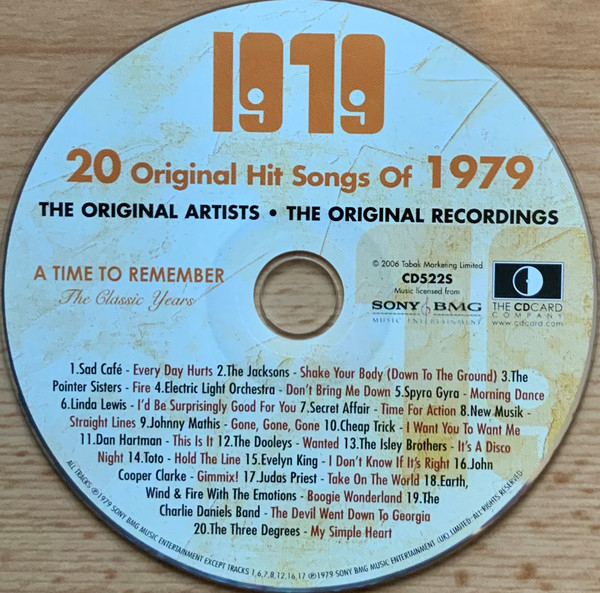 1979
20 Original Hit Songs Of 1979
THE ORIGINAL ARTISTS • THE ORIGINAL RECORDINGS
A TIME TO REMEMBER
The Classic Years
© 2006 Tabak Marketing Limited
CD522S
Music licensed from
SONY BMG
MUSIC ENTERTAINMENT
THE CDCARD
COMPANY
www.cdcard.com
1.Sad Café - Every Day Hurts 2.The Jacksons - Shake Your Body (Down To The Ground) 3.The
Pointer Sisters - Fire 4.Electric Light Orchestra - Don't Bring Me Down 5.Spyra Gyra - Morning Dance
6.Linda Lewis - I'd Be Surprisingly Good For You 7.Secret Affair - Time For Action 8.New Musik -
Straight Lines 9.Johnny Mathis - Gone, Gone, Gone 10.Cheap Trick - I Want You To Want Me
11.Dan Hartman - This Is It 12.The Dooleys - Wanted 13.The Isley Brothers - It's A Disco
Night 14.Toto - Hold The Line 15.Evelyn King - I Don't Know If It's Right 16.John
Cooper Clarke - Gimmix! 17.Judas Priest - Take On The World 18.Earth,
Wind & Fire With The Emotions - Boogie Wonderland 19.The
Charlie Daniels Band - The Devil Went Down To Georgia
20.The Three Degrees - My Simple Heart
ALL TRACKS ℗1979 SONY BMG MUSIC ENTERTAINMENT EXCEPT TRACKS 1,6,7,8,12,16,17 ℗1979 SONY BMG MUSIC ENTERTAINMENT (UK) LIMITED. ALL RIGHTS RESERVED.